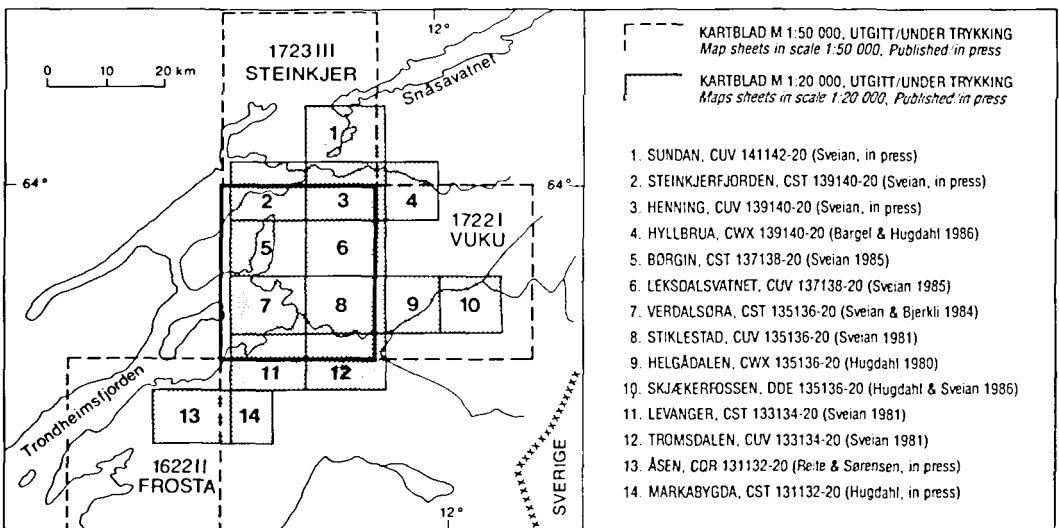 12°
1723 III
STEINKJER
0 10 20 km
Snåsavatnet
1
64°
64°
2
3
4
1722 I
VUKU
5
6
7
8
9
10
11
12
13
14
Trondheimsfjorden
1622 II
FROSTA
SVERIGE
12°
KARTBLAD M 1:50 000, UTGITT/UNDER TRYKKING
Map sheets in scale 1:50 000, Published/in press
KARTBLAD M 1:20 000, UTGITT/UNDER TRYKKING
Maps sheets in scale 1:20 000, Published/in press
1. SUNDAN, CUV 141142-20 (Sveian, in press)
2. STEINKJERFJORDEN, CST 139140-20 (Sveian, in press)
3. HENNING, CUV 139140-20 (Sveian, in press)
4. HYLLBRUA, CWX 139140-20 (Bargel & Hugdahl 1986)
5. BØRGIN, CST 137138-20 (Sveian 1985)
6. LEKSDALSVATNET, CUV 137138-20 (Sveian 1985)
7. VERDALSØRA, CST 135136-20 (Sveian & Bjerkli 1984)
8. STIKLESTAD, CUV 135136-20 (Sveian 1981)
9. HELGÅDALEN, CWX 135136-20 (Hugdahl 1980)
10. SKJÆKERFOSSEN, DDE 135136-20 (Hugdahl & Sveian 1986)
11. LEVANGER, CST 133134-20 (Sveian 1981)
12. TROMSDALEN, CUV 133134-20 (Sveian 1981)
13. ÅSEN, COR 131132-20 (Reite & Sørensen, in press)
14. MARKABYGDA, CST 131132-20 (Hugdahl, in press)